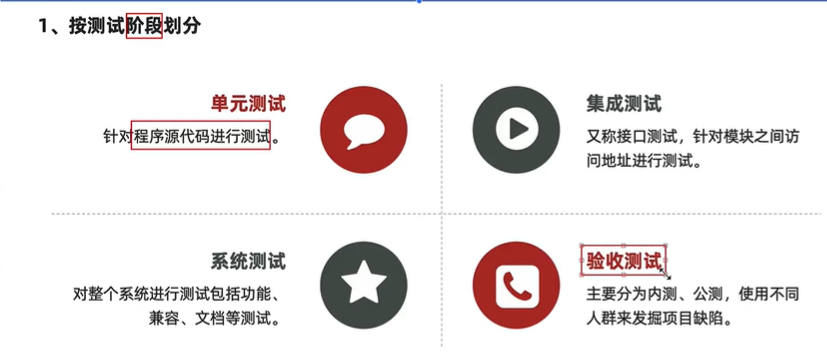 1、按测试阶段划分
单元测试
针对程序源代码进行测试。
集成测试
又称接口测试，针对模块之间访
问地址进行测试。
系统测试
对整个系统进行测试包括功能、
兼容、文档等测试。
验收测试
主要分为内测、公测，使用不同
人群来发掘项目缺陷。